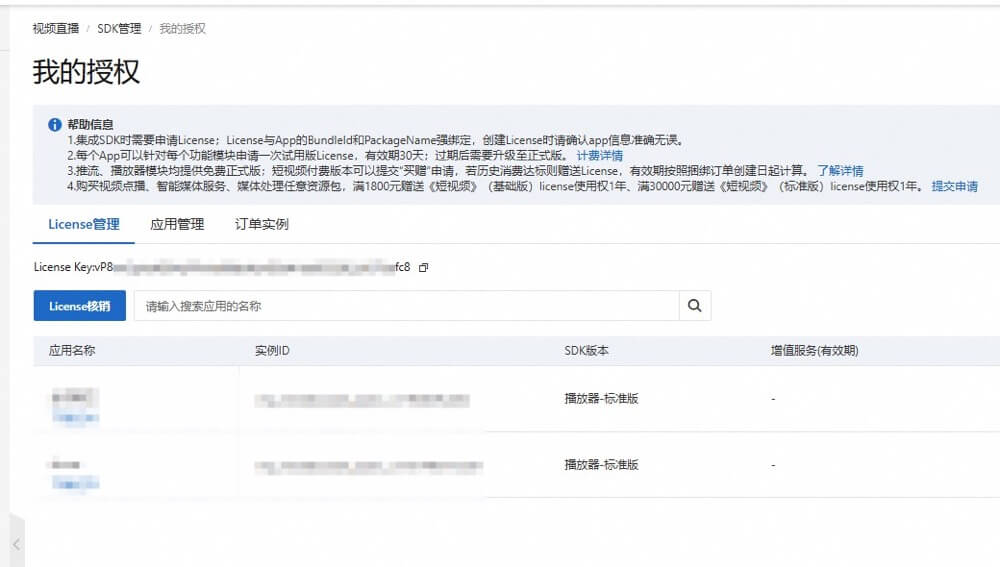 视频直播 / SDK管理 / 我的授权
我的授权
帮助信息
1.集成SDK时需要申请License；License与App的BundleId和PackageName强绑定，创建License时请确认app信息准确无误。
2.每个App可以针对每个功能模块申请一次试用版License，有效期30天；过期后需要升级至正式版。 计费详情
3.推流、播放器模块均提供免费正式版；短视频付费版本可以提交“买赠”申请，若历史消费达标则赠送License，有效期按照捆绑订单创建日起计算。 了解详情
4.购买视频点播、智能媒体服务、媒体处理任意资源包，满1800元赠送《短视频》（基础版）license使用权1年、满30000元赠送《短视频》（标准版）license使用权1年。 提交申请
License管理 应用管理 订单实例
License Key:vP8 fc8
License核销 请输入搜索应用的名称
应用名称 实例ID SDK版本 增值服务(有效期)
播放器-标准版 -
播放器-标准版 -